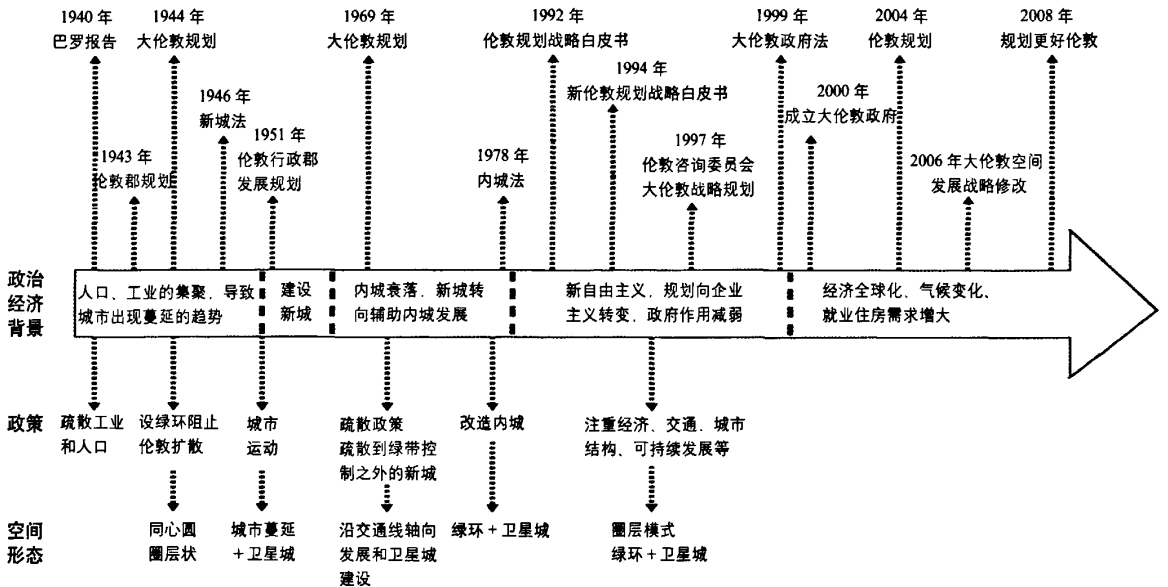 1940 年
巴罗报告
1944 年
大伦敦规划
1969 年
大伦敦规划
1992 年
伦敦规划战略白皮书
1999 年
大伦敦政府法
2004 年
伦敦规划
2008 年
规划更好伦敦
1946 年
新城法
1994 年
新伦敦规划战略白皮书
2000 年
成立大伦敦政府
1943 年
伦敦郡规划
1951 年
伦敦行政郡
发展规划
1978 年
内城法
1997 年
伦敦咨询委员会
大伦敦战略规划
2006 年大伦敦空间
发展战略修改
政治
经济
背景
人口、工业的集聚，导致
城市出现蔓延的趋势
建设
新城
内城衰落，新城转
向辅助内城发展
新自由主义，规划向企业
主义转变，政府作用减弱
经济全球化、气候变化、
就业住房需求增大
政策
疏散工业
和人口
设绿环阻止
伦敦扩散
城市
运动
疏散政策
疏散到绿带控
制之外的新城
改造内城
注重经济、交通、城市
结构、可持续发展等
空间
形态
同心圆
圈层状
城市蔓延
+卫星城
沿交通线轴向
发展和卫星城
建设
绿环+卫星城
圈层模式
绿环+卫星城